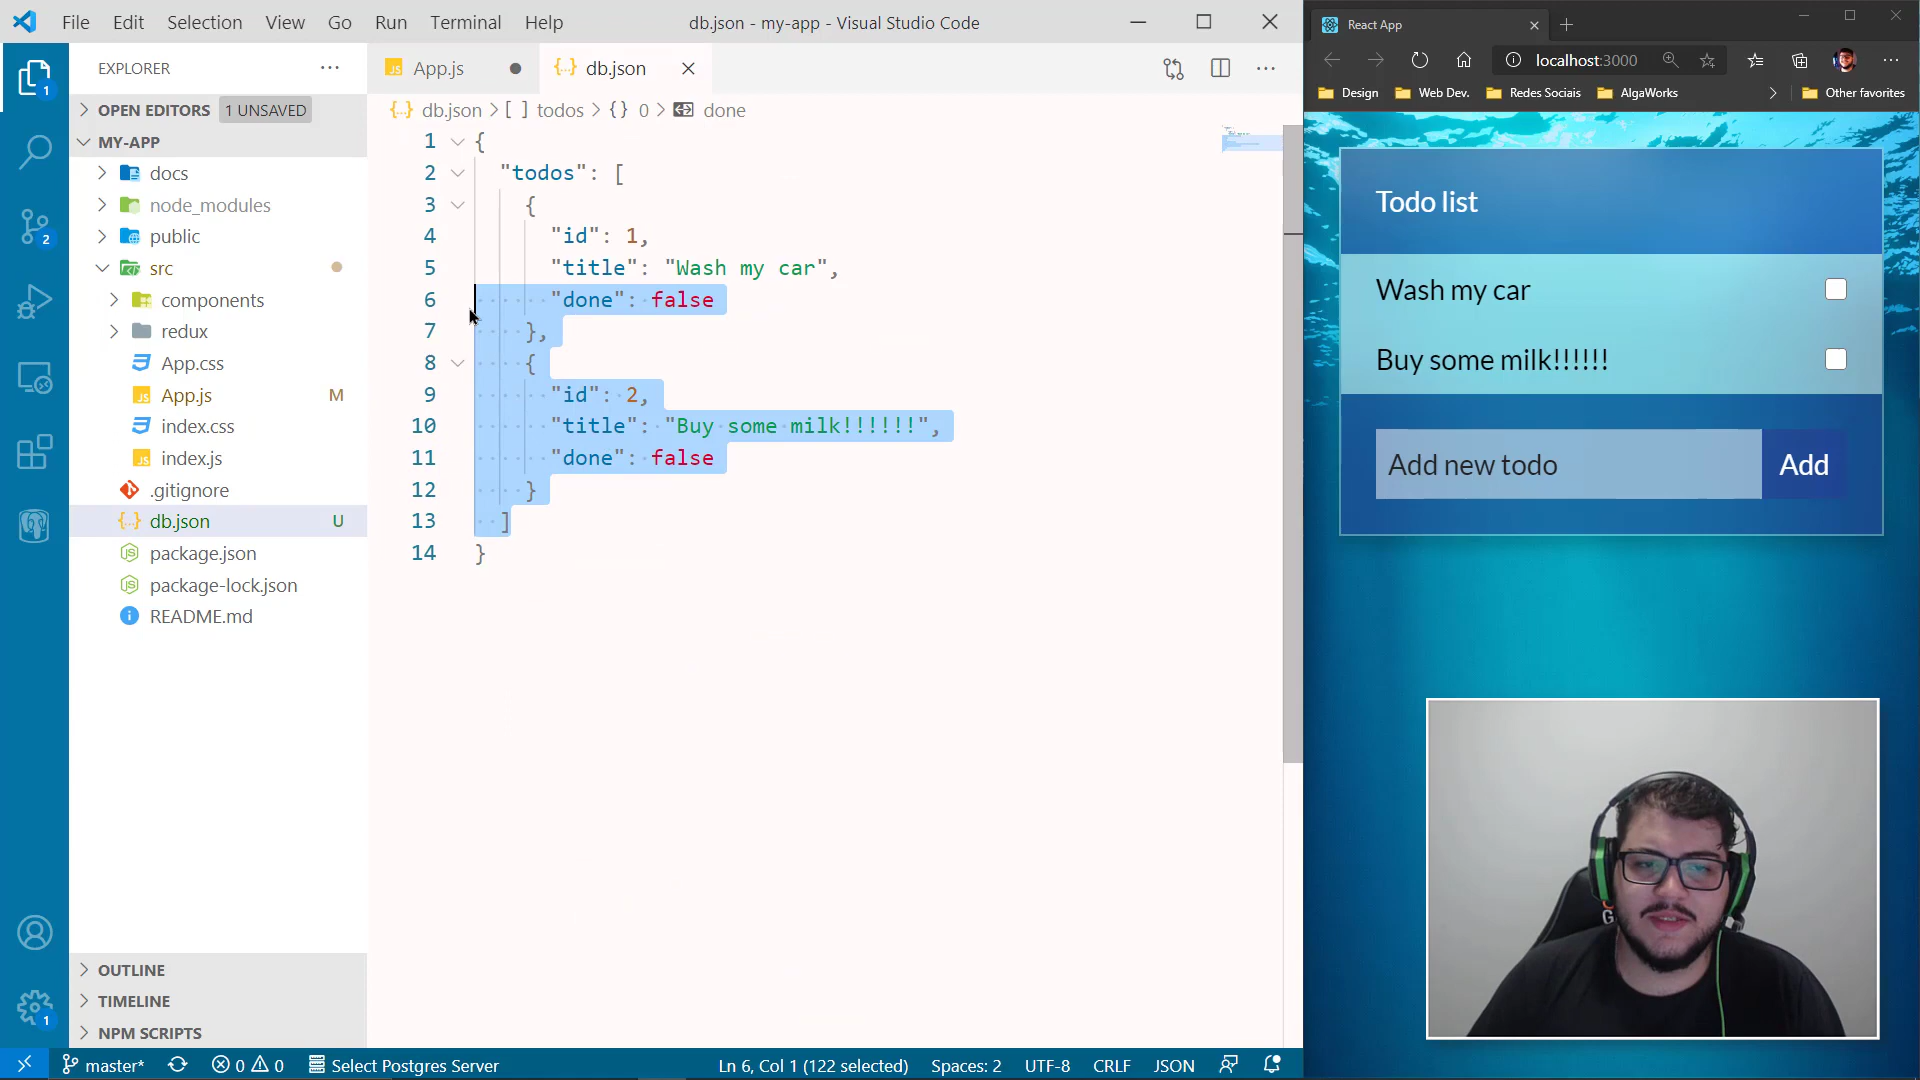 File Edit Selection View Go Run Terminal Help db.json - my-app - Visual Studio Code
EXPLORER
OPEN EDITORS 1 UNSAVED
MY-APP
docs
node_modules
public
src
components
redux
App.css
App.js M
index.css
index.js
.gitignore
db.json U
package.json
package-lock.json
README.md
OUTLINE
TIMELINE
NPM SCRIPTS
App.js db.json
db.json > [ ] todos > { } 0 > done
1 {
2 "todos": [
3 {
4 "id": 1,
5 "title": "Wash my car",
6 "done": false
7 },
8 {
9 "id": 2,
10 "title": "Buy some milk!!!!!!",
11 "done": false
12 }
13 ]
14 }
master* 0 0 Select Postgres Server Ln 6, Col 1 (122 selected) Spaces: 2 UTF-8 CRLF JSON
1
2
1
React App
localhost:3000
Design Web Dev. Redes Sociais AlgaWorks Other favorites
Todo list
Wash my car
Buy some milk!!!!!!
Add new todo Add